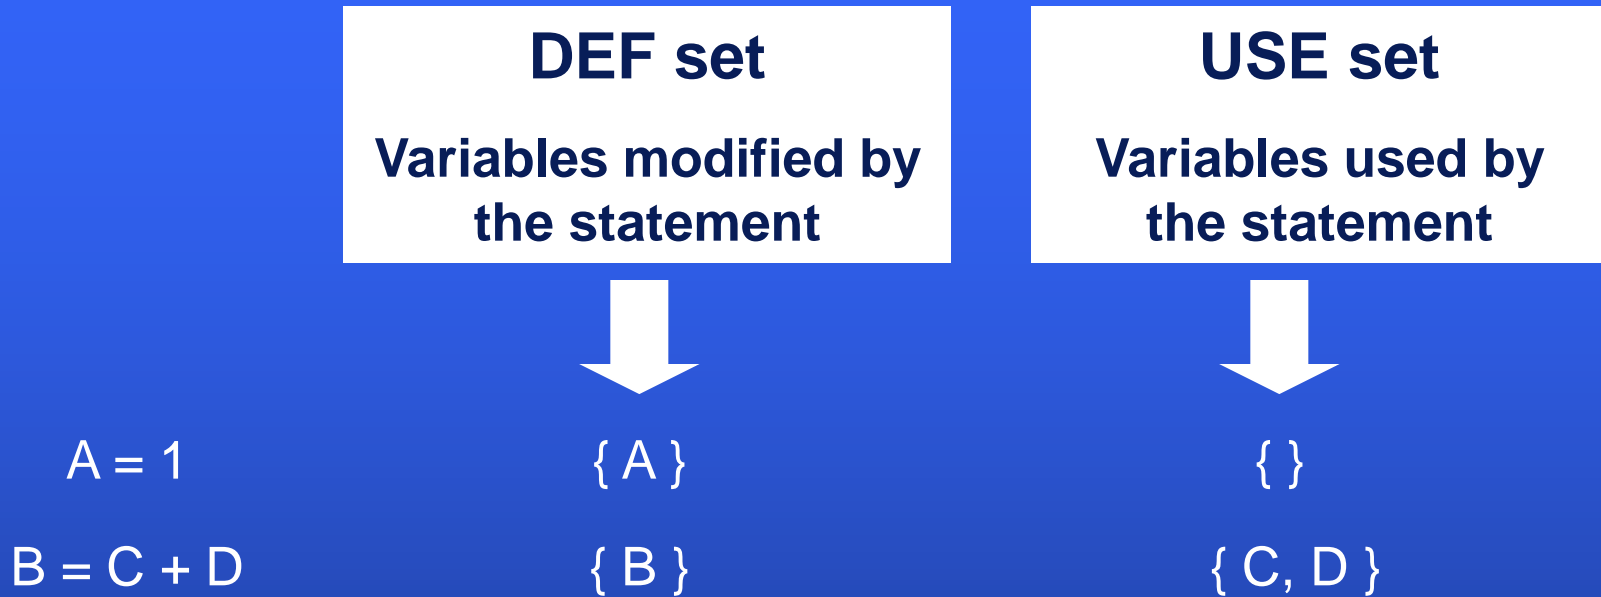 DEF set
Variables modified by
the statement
USE set
Variables used by
the statement
A = 1
{ A }
{ }
B = C + D
{ B }
{ C, D }